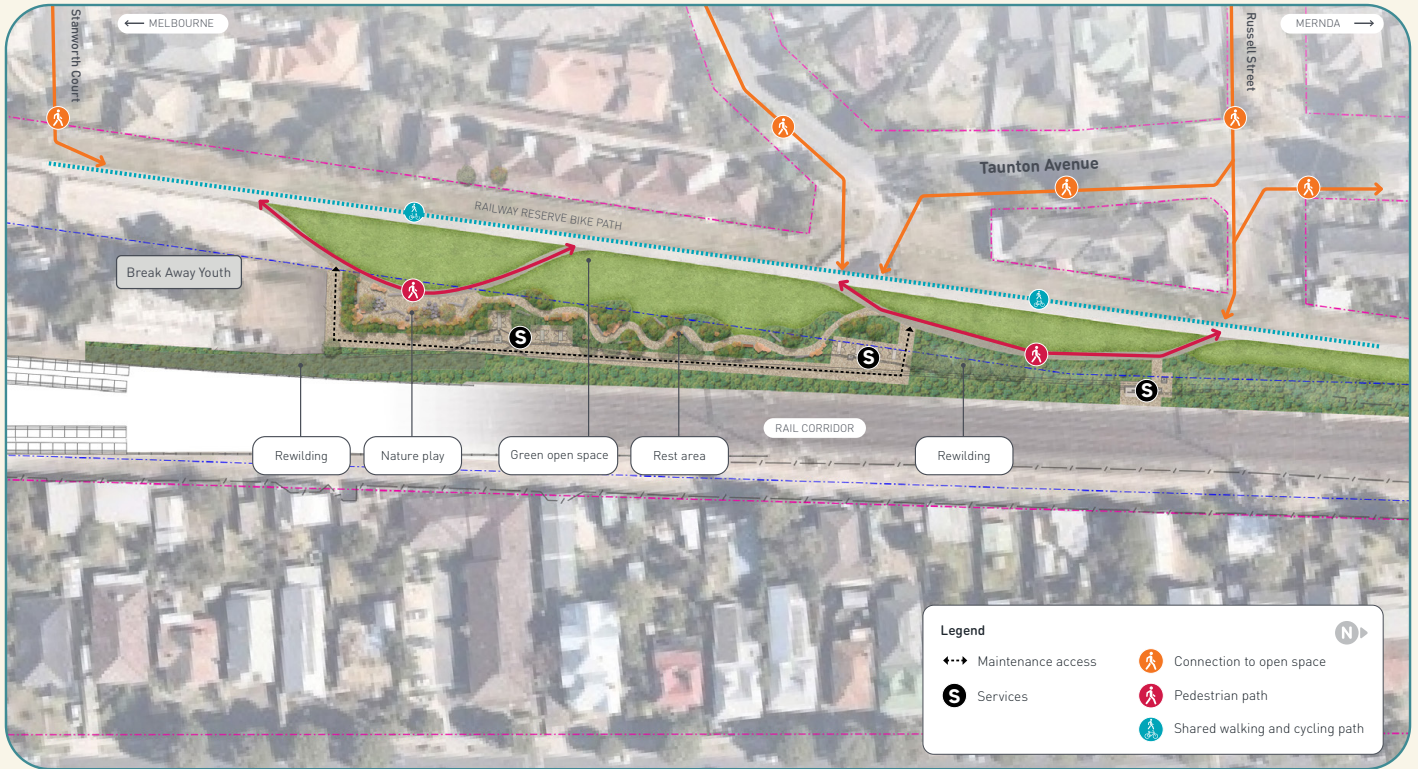 ← MELBOURNE
MERNDA →
Stanworth Court
Russell Street
Taunton Avenue
RAILWAY RESERVE BIKE PATH
Break Away Youth
S
S
S
RAIL CORRIDOR
Rewilding
Nature play
Green open space
Rest area
Rewilding
Legend
N
Maintenance access
S Services
Connection to open space
Pedestrian path
Shared walking and cycling path